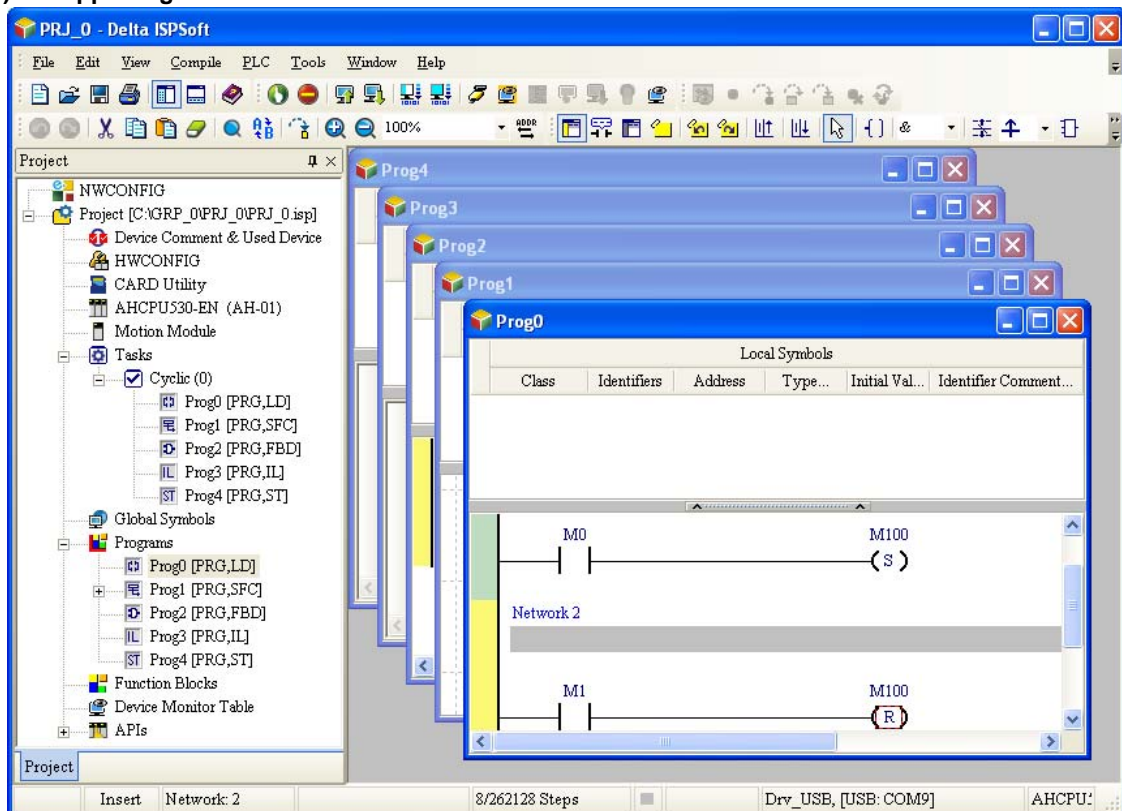 PRJ_0 - Delta ISPSoft
File Edit View Compile PLC Tools Window Help
100%
ADDR
{ } &
Project
NWCONFIG
Project [C:\GRP_0\PRJ_0\PRJ_0.isp]
Device Comment & Used Device
HWCONFIG
CARD Utility
AHCPU530-EN (AH-01)
Motion Module
Tasks
Cyclic (0)
Prog0 [PRG,LD]
Prog1 [PRG,SFC]
Prog2 [PRG,FBD]
IL Prog3 [PRG,IL]
ST Prog4 [PRG,ST]
Global Symbols
Programs
Prog0 [PRG,LD]
Prog1 [PRG,SFC]
Prog2 [PRG,FBD]
IL Prog3 [PRG,IL]
ST Prog4 [PRG,ST]
Function Blocks
Device Monitor Table
APIs
Project
Prog4
Prog3
Prog2
Prog1
Prog0
Local Symbols
Class Identifiers Address Type... Initial Val... Identifier Comment...
M0 M100
( S )
Network 2
M1 M100
( R )
Insert Network: 2 8/262128 Steps Drv_USB, [USB: COM9]